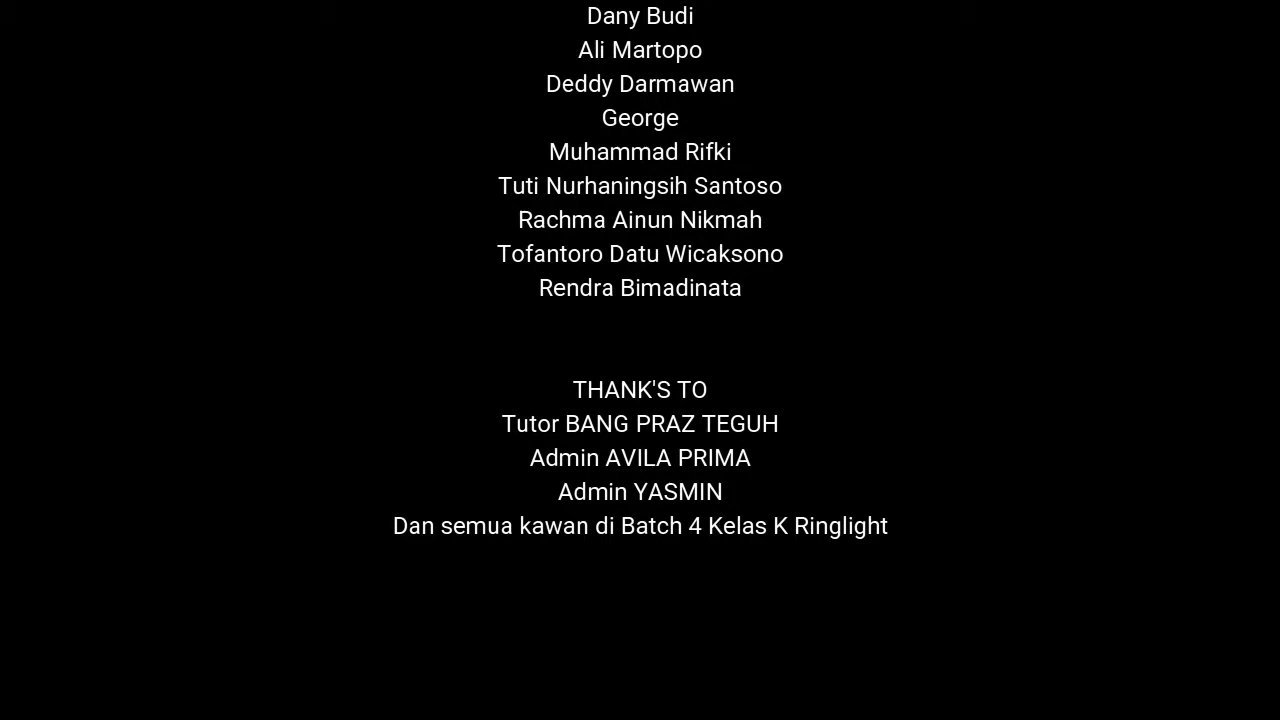 Dany Budi
Ali Martopo
Deddy Darmawan
George
Muhammad Rifki
Tuti Nurhaningsih Santoso
Rachma Ainun Nikmah
Tofantoro Datu Wicaksono
Rendra Bimadinata
THANK'S TO
Tutor BANG PRAZ TEGUH
Admin AVILA PRIMA
Admin YASMIN
Dan semua kawan di Batch 4 Kelas K Ringlight